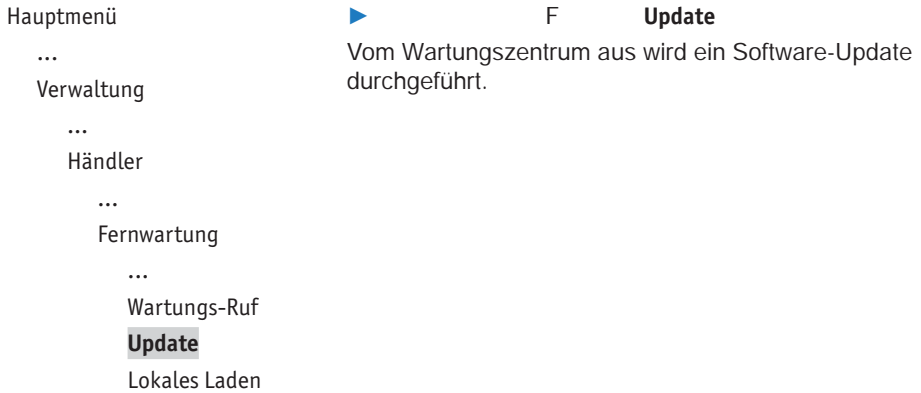 Hauptmenü
...
Verwaltung
...
Händler
...
Fernwartung
...
Wartungs-Ruf
Update
Lokales Laden
► F Update
Vom Wartungszentrum aus wird ein Software-Update
durchgeführt.